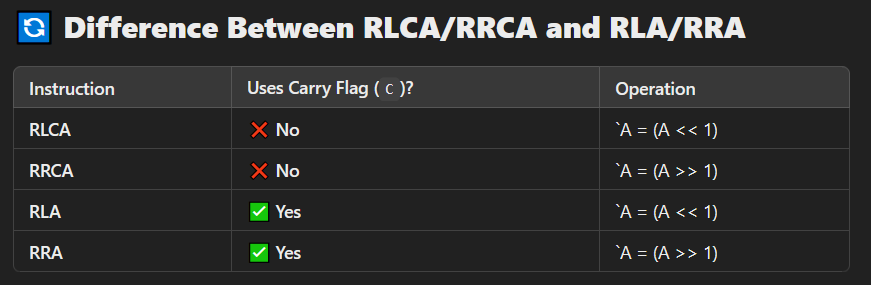 🔄 Difference Between RLCA/RRCA and RLA/RRA
Instruction Uses Carry Flag ( C )? Operation
RLCA ❌ No `A = (A << 1)
RRCA ❌ No `A = (A >> 1)
RLA ✅ Yes `A = (A << 1)
RRA ✅ Yes `A = (A >> 1)